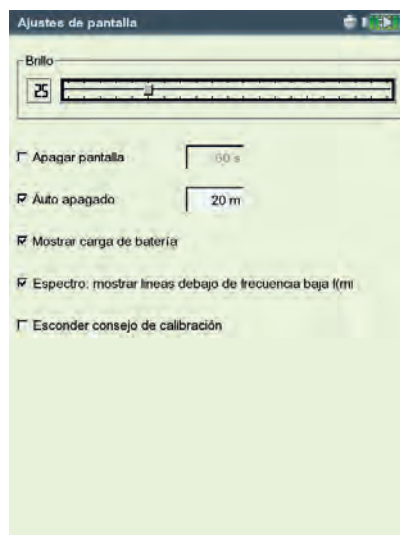 Ajustes de pantalla
Brillo
25
Apagar pantalla 60 s
Auto apagado 20 m
Mostrar carga de batería
Espectro: mostrar lineas debajo de frecuencia baja f(mi
Esconder consejo de calibración